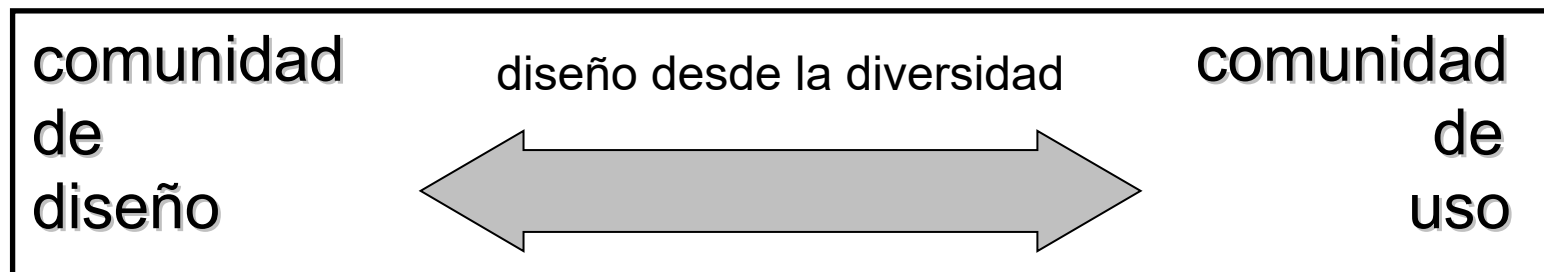 comunidad
de
diseño
diseño desde la diversidad
comunidad
de
uso